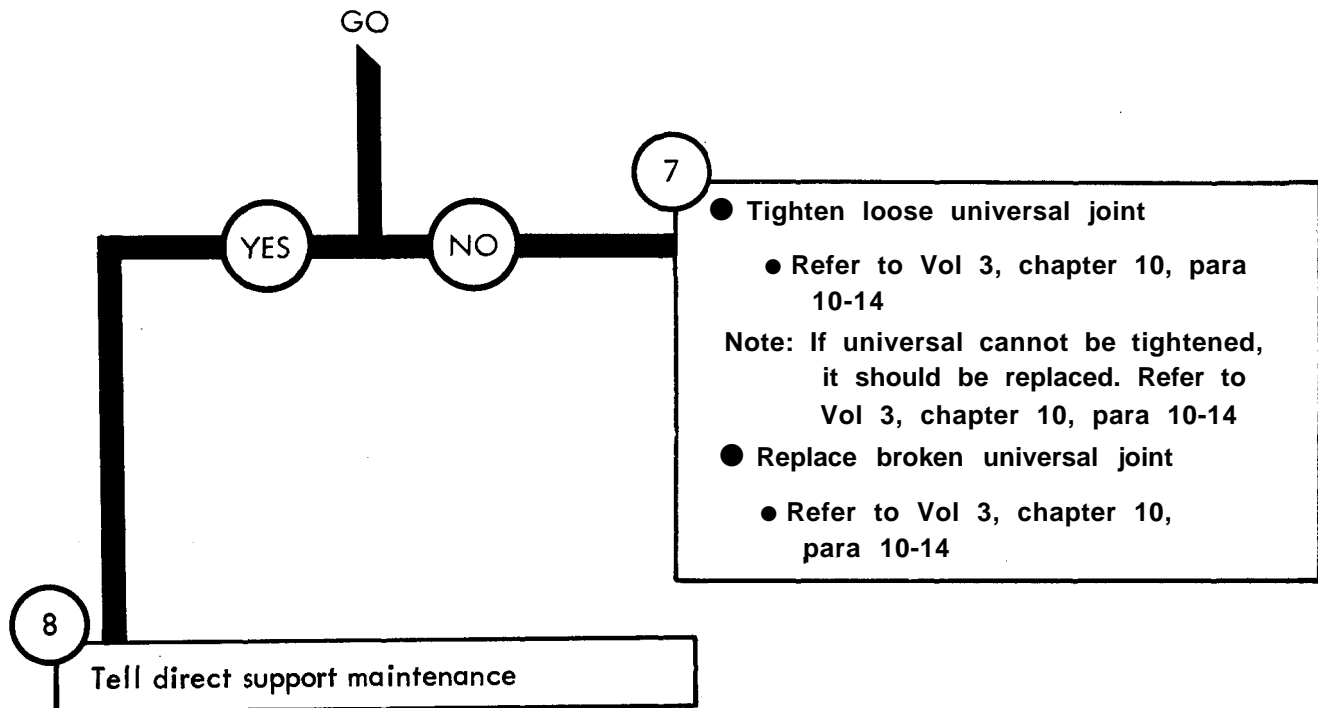 GO
YES
NO
7
● Tighten loose universal joint
● Refer to Vol 3, chapter 10, para
10-14
Note: If universal cannot be tightened,
it should be replaced. Refer to
Vol 3, chapter 10, para 10-14
● Replace broken universal joint
● Refer to Vol 3, chapter 10,
para 10-14
8
Tell direct support maintenance